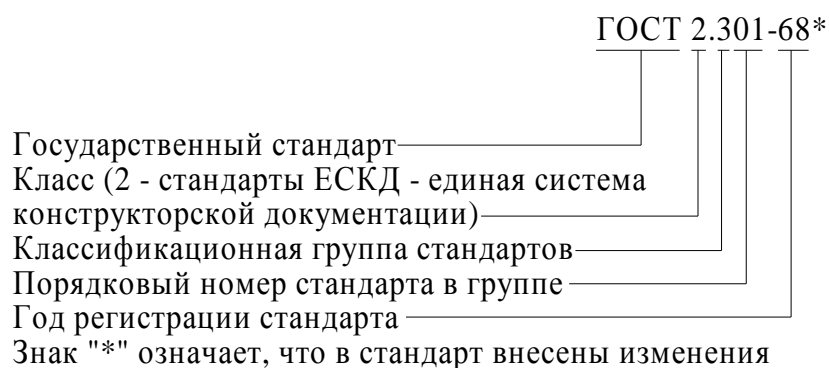 ГОСТ 2.301-68*
Государственный стандарт
Класс (2 - стандарты ЕСКД - единая система
конструкторской документации)
Классификационная группа стандартов
Порядковый номер стандарта в группе
Год регистрации стандарта
Знак "*" означает, что в стандарт внесены изменения